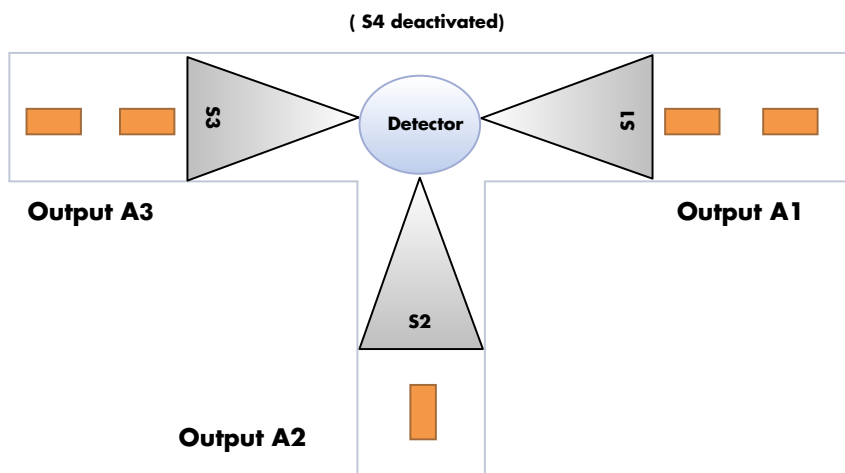 ( S4 deactivated)
S3
Detector
S1
Output A3
Output A1
S2
Output A2